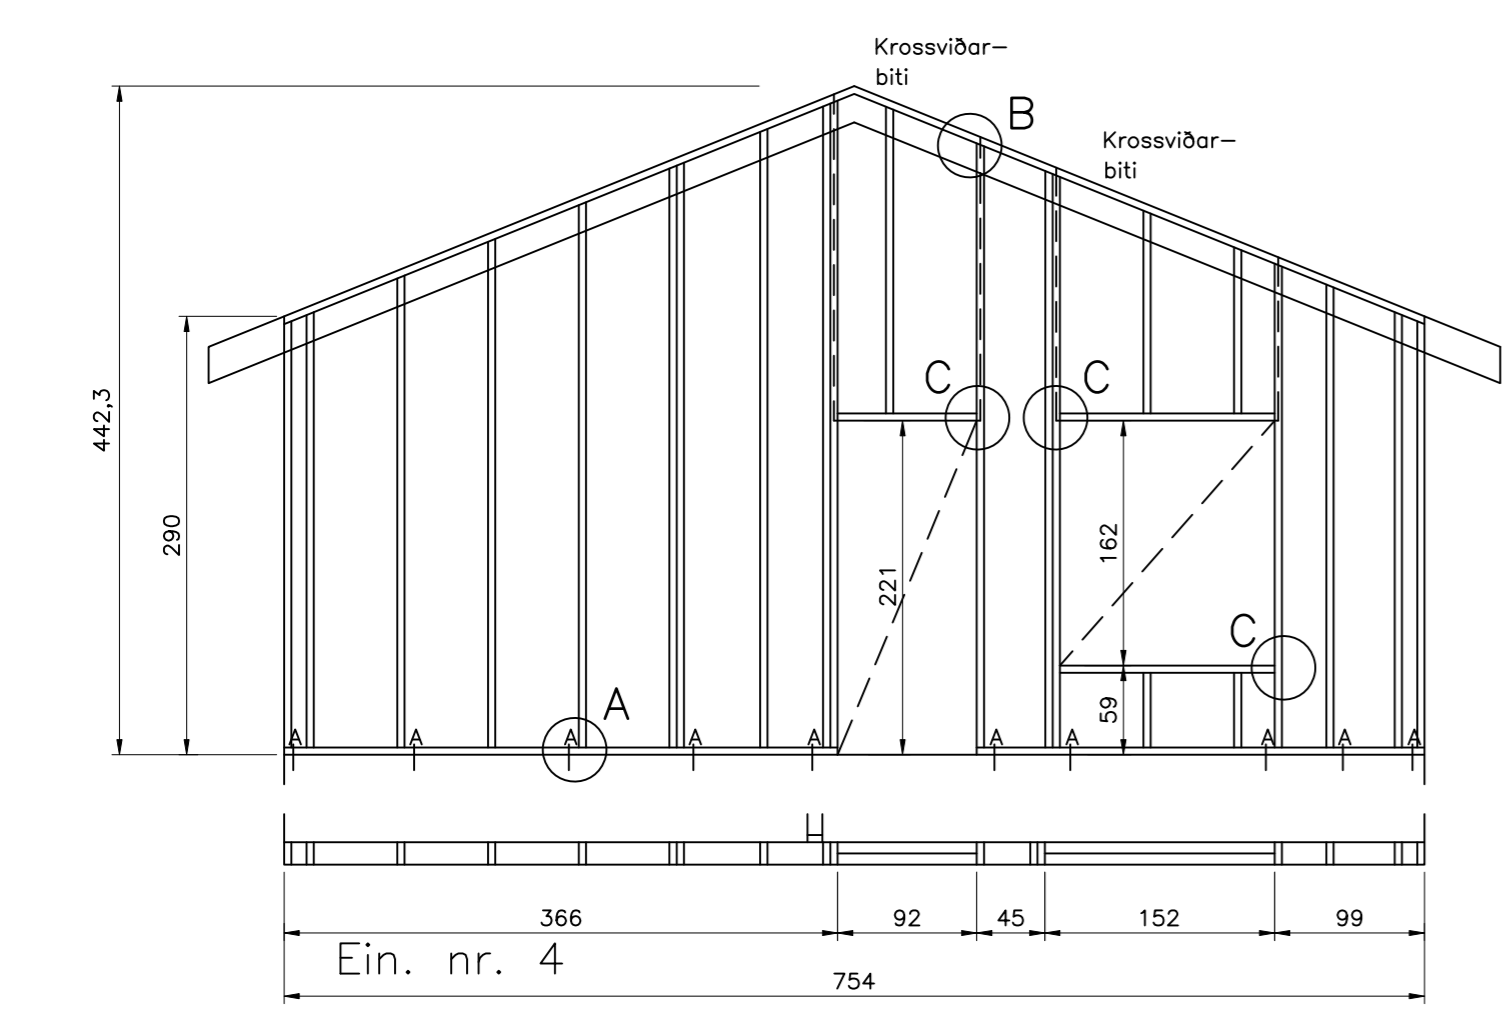 Krossviðar–
biti
B
Krossviðar–
biti
C
C
442,3
290
221
162
C
59
A
A A A A A A A A A A
366 92 45 152 99
Ein. nr. 4
754